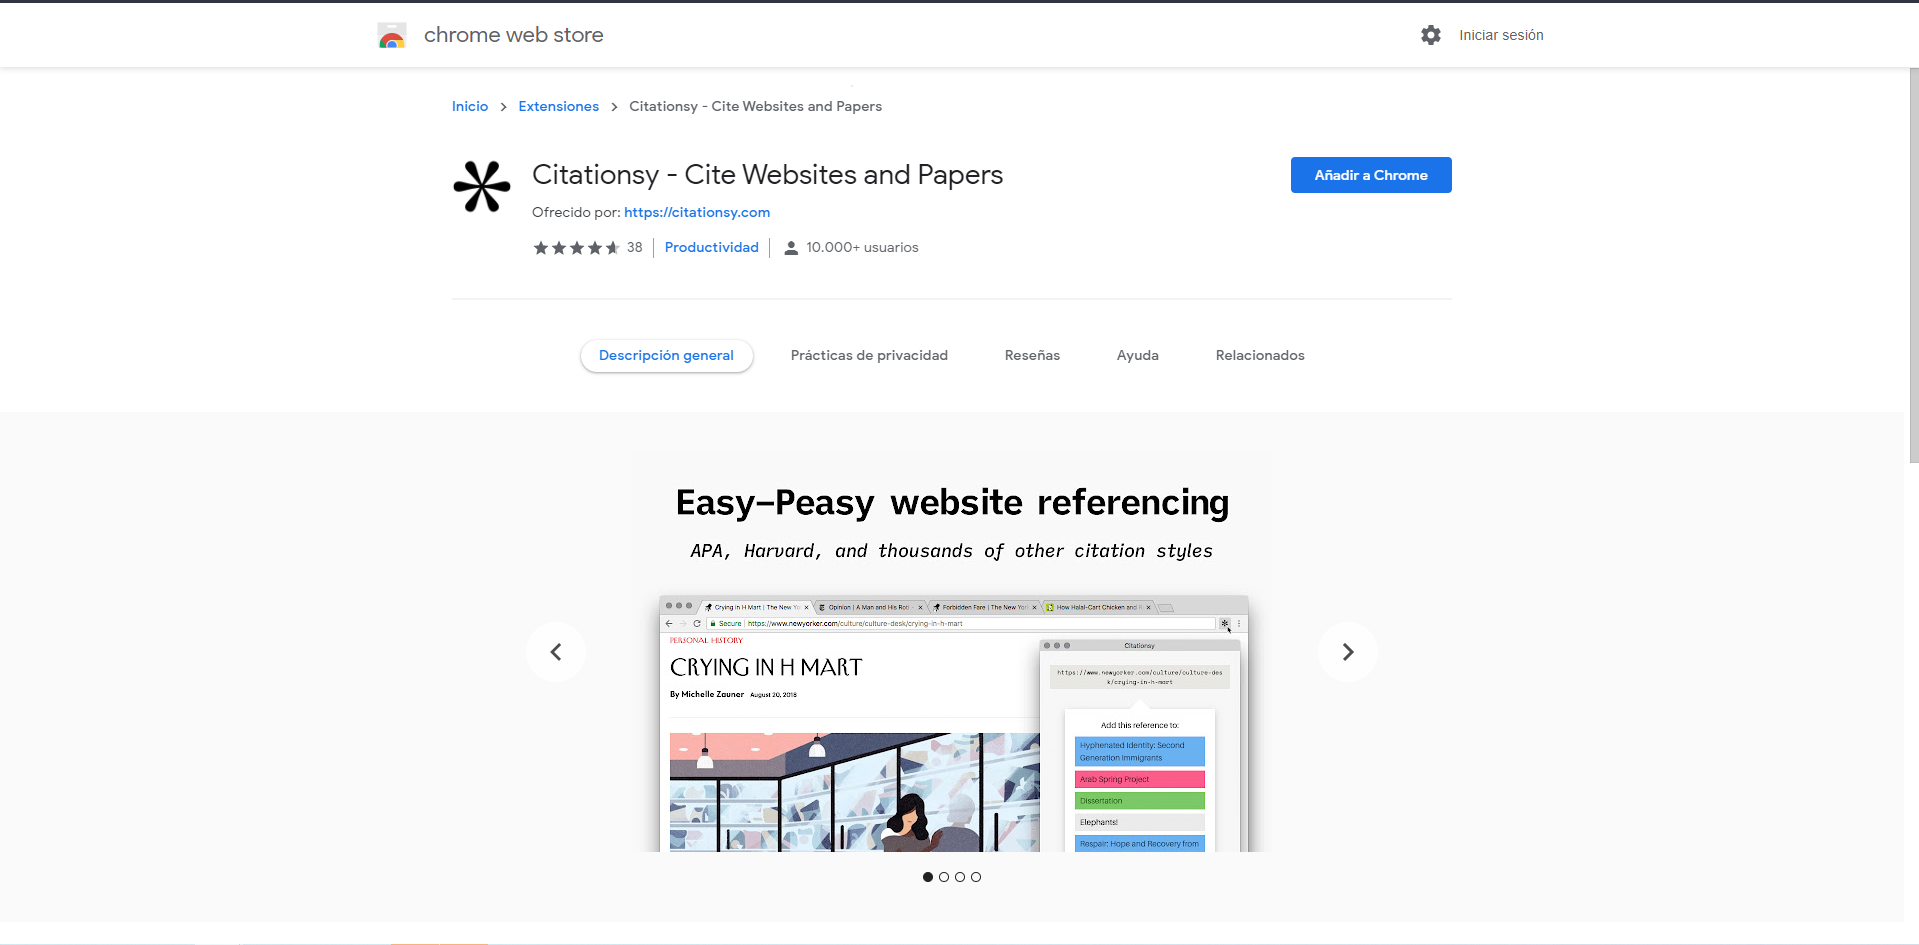 chrome web store
Iniciar sesión
Inicio > Extensiones > Citationsy - Cite Websites and Papers
Citationsy - Cite Websites and Papers
Añadir a Chrome
Ofrecido por: https://citationsy.com
38 Productividad 10.000+ usuarios
Descripción general Prácticas de privacidad Reseñas Ayuda Relacionados
Easy-Peasy website referencing
APA, Harvard, and thousands of other citation styles
Crying in H Mart | The New Yo
Opinion | A Man and His Roti -
Forbidden Fare | The New York
How Halal-Cart Chicken and R
Secure https://www.newyorker.com/culture/culture-desk/crying-in-h-mart
PERSONAL HISTORY
CRYING IN H MART
By Michelle Zauner August 20, 2018
Citationsy
https://www.newyorker.com/culture/culture-des
k/crying-in-h-mart
Add this reference to:
Hyphenated Identity: Second
Generation Immigrants
Arab Spring Project
Dissertation
Elephants!
Respair: Hope and Recovery from